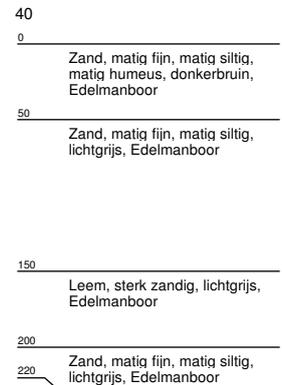 40
0
Zand, matig fijn, matig siltig,
matig humeus, donkerbruin,
Edelmanboor
50
Zand, matig fijn, matig siltig,
lichtgrijs, Edelmanboor
150
Leem, sterk zandig, lichtgrijs,
Edelmanboor
200
Zand, matig fijn, matig siltig,
lichtgrijs, Edelmanboor
220